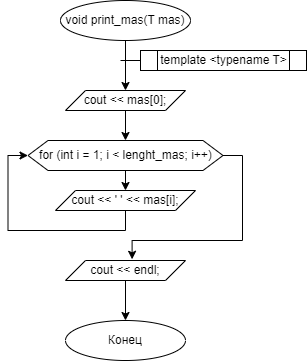 void print_mas(T mas)
template <typename T>
cout << mas[0];
for (int i = 1; i < lenght_mas; i++)
cout << ' ' << mas[i];
cout << endl;
Конец